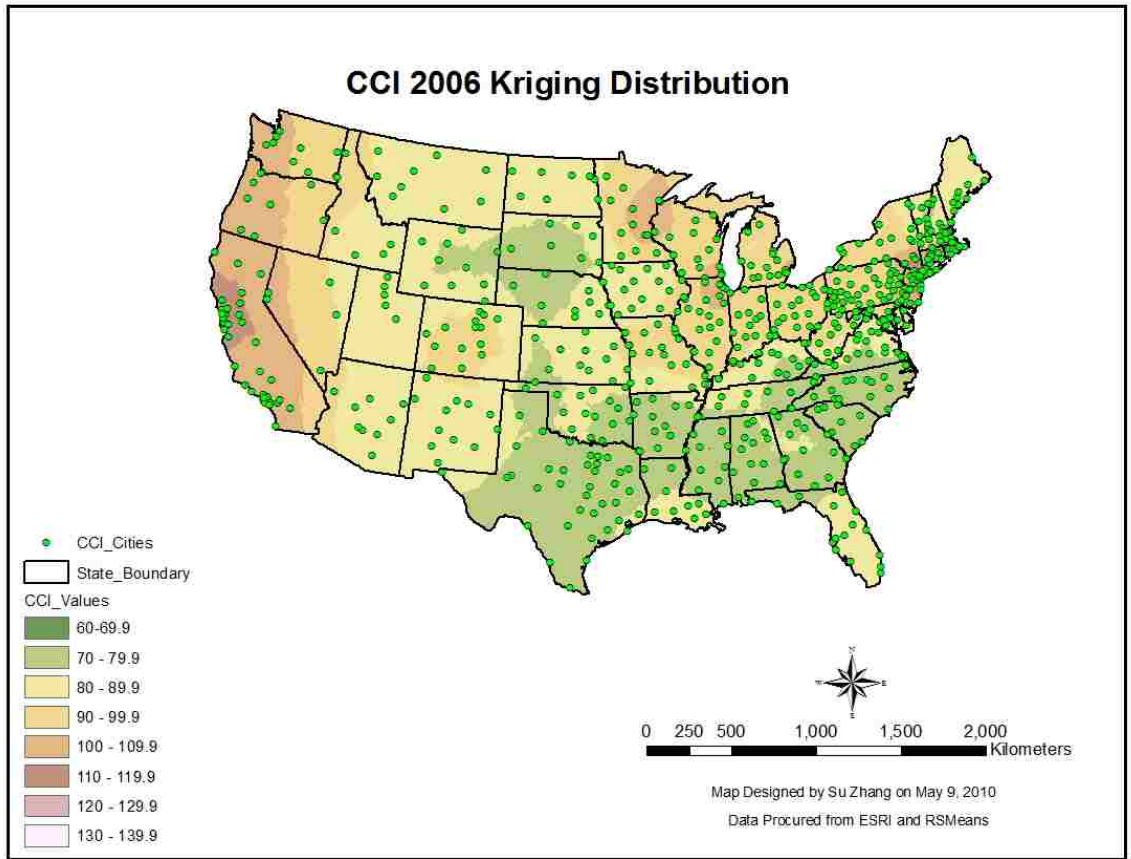 CCI 2006 Kriging Distribution
CCI_Cities
State_Boundary
CCI_Values
60-69.9
70 - 79.9
80 - 89.9
90 - 99.9
100 - 109.9
110 - 119.9
120 - 129.9
130 - 139.9
N
W
E
S
0 250 500 1,000 1,500 2,000
Kilometers
Map Designed by Su Zhang on May 9, 2010
Data Procured from ESRI and RSMeans